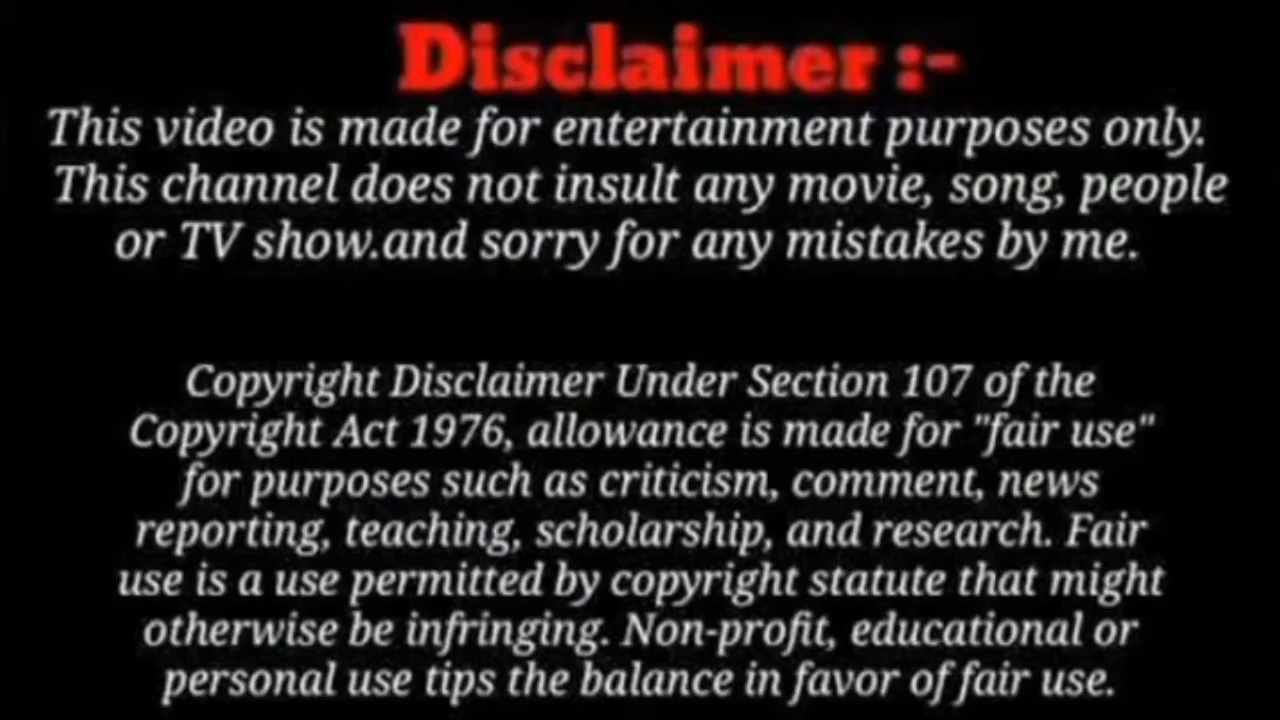 Disclaimer :-
This video is made for entertainment purposes only.
This channel does not insult any movie, song, people
or TV show.and sorry for any mistakes by me.
Copyright Disclaimer Under Section 107 of the
Copyright Act 1976, allowance is made for "fair use"
for purposes such as criticism, comment, news
reporting, teaching, scholarship, and research. Fair
use is a use permitted by copyright statute that might
otherwise be infringing. Non-profit, educational or
personal use tips the balance in favor of fair use.